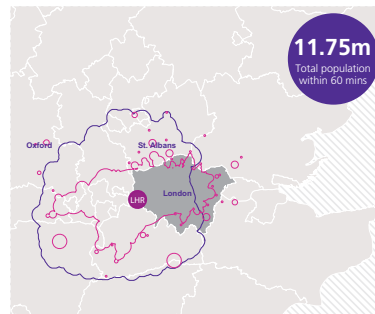 11.75m
Total population
within 60 mins
Oxford
St. Albans
London
LHR